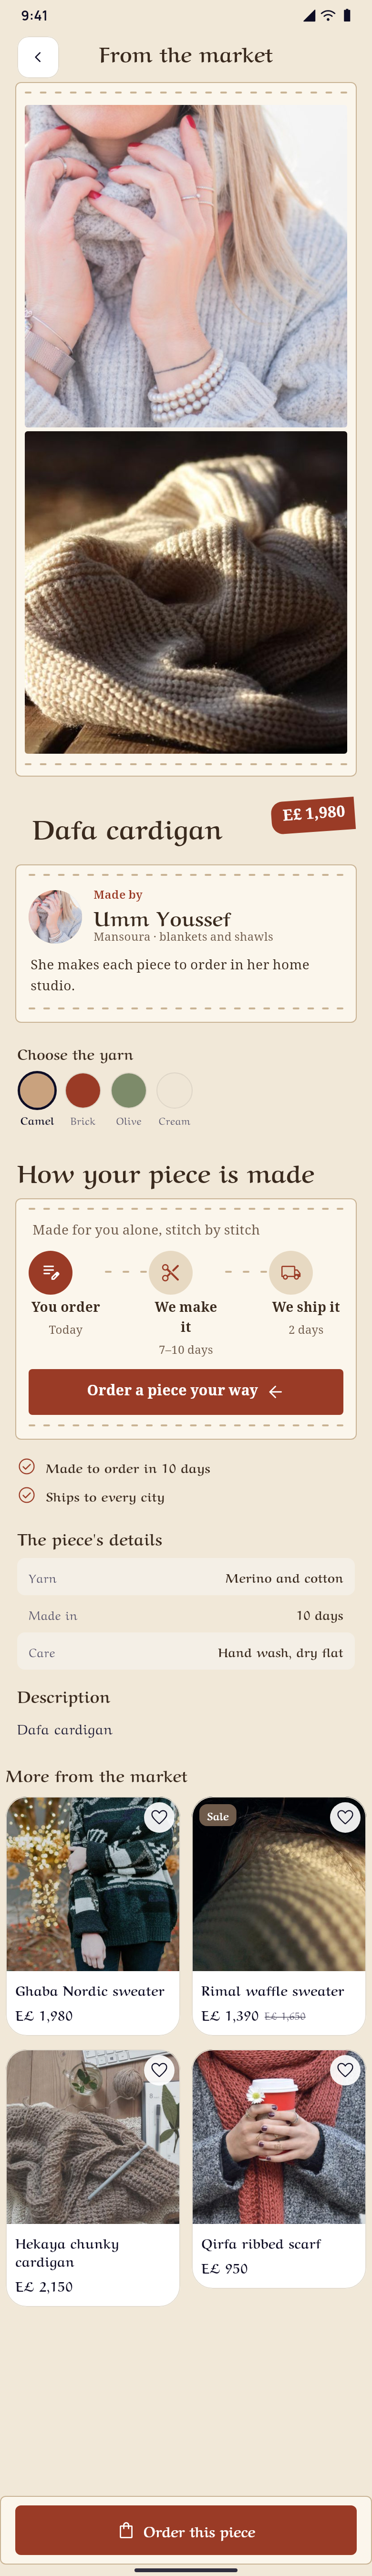 9:41
From the market
Dafa cardigan
E£ 1,980
Made by
Umm Youssef
Mansoura · blankets and shawls
She makes each piece to order in her home
studio.
Choose the yarn
Camel
Brick
Olive
Cream
How your piece is made
Made for you alone, stitch by stitch
You order
Today
We make
it
7–10 days
We ship it
2 days
Order a piece your way
Made to order in 10 days
Ships to every city
The piece's details
Yarn
Merino and cotton
Made in
10 days
Care
Hand wash, dry flat
Description
Dafa cardigan
More from the market
Ghaba Nordic sweater
E£ 1,980
Sale
Rimal waffle sweater
E£ 1,390 E£ 1,650
Hekaya chunky
cardigan
E£ 2,150
Qirfa ribbed scarf
E£ 950
Order this piece